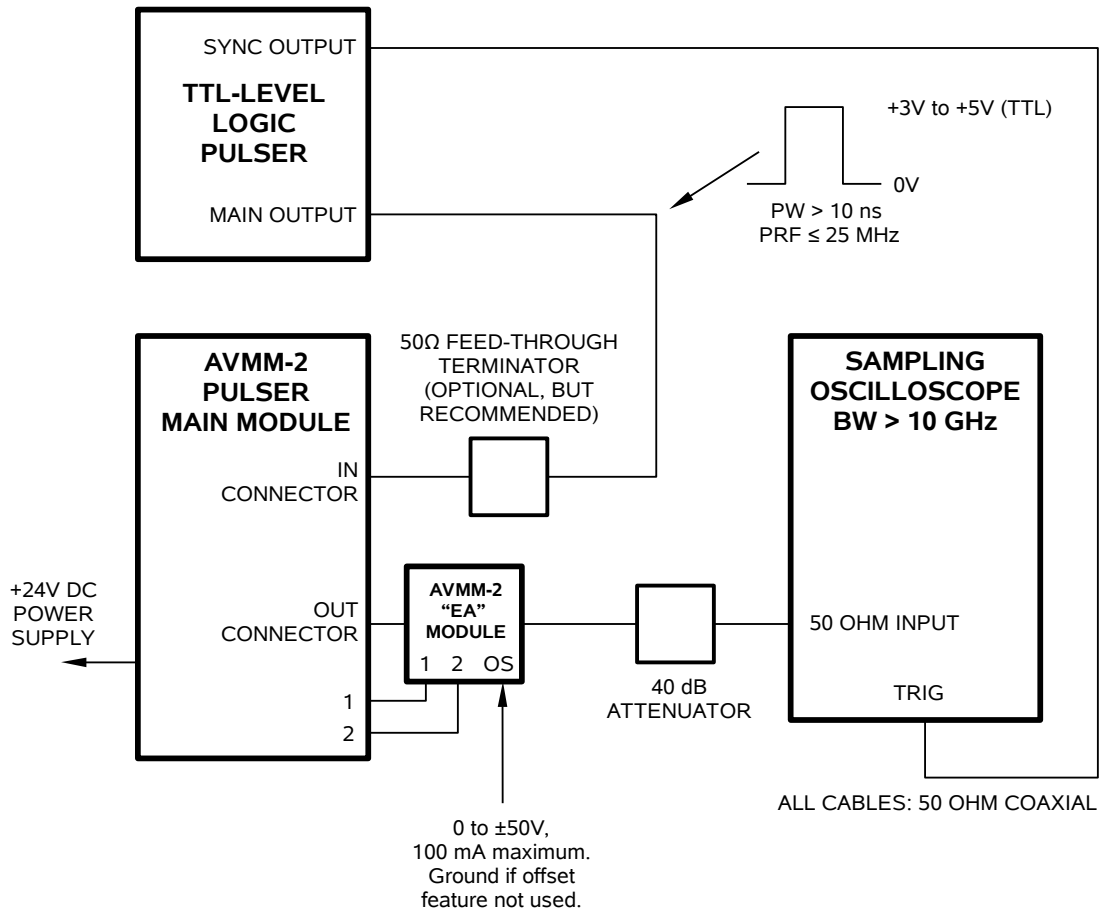 SYNC OUTPUT
TTL-LEVEL
LOGIC
PULSER
MAIN OUTPUT
+3V to +5V (TTL)
0V
PW > 10 ns
PRF ≤ 25 MHz
AVMM-2
PULSER
MAIN MODULE
IN
CONNECTOR
OUT
CONNECTOR
1
2
50Ω FEED-THROUGH
TERMINATOR
(OPTIONAL, BUT
RECOMMENDED)
+24V DC
POWER
SUPPLY
AVMM-2
“EA”
MODULE
1 2 OS
0 to ±50V,
100 mA maximum.
Ground if offset
feature not used.
40 dB
ATTENUATOR
SAMPLING
OSCILLOSCOPE
BW > 10 GHz
50 OHM INPUT
TRIG
ALL CABLES: 50 OHM COAXIAL